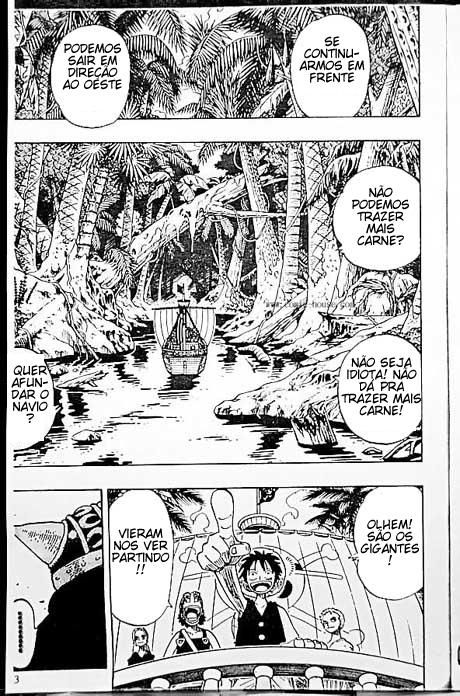 SE
CONTINU-
ARMOS EM
FRENTE
PODEMOS
SAIR EM
DIREÇÃO
AO OESTE
NÃO
PODEMOS
TRAZER
MAIS
CARNE?
NÃO SEJA
IDIOTA! NÃO
DÁ PRA
TRAZER MAIS
CARNE!
QUER
AFUN-
DAR O
NAVIO
?
OLHEM!
SÃO OS
GIGANTES
!
VIERAM
NOS VER
PARTINDO
!!
3